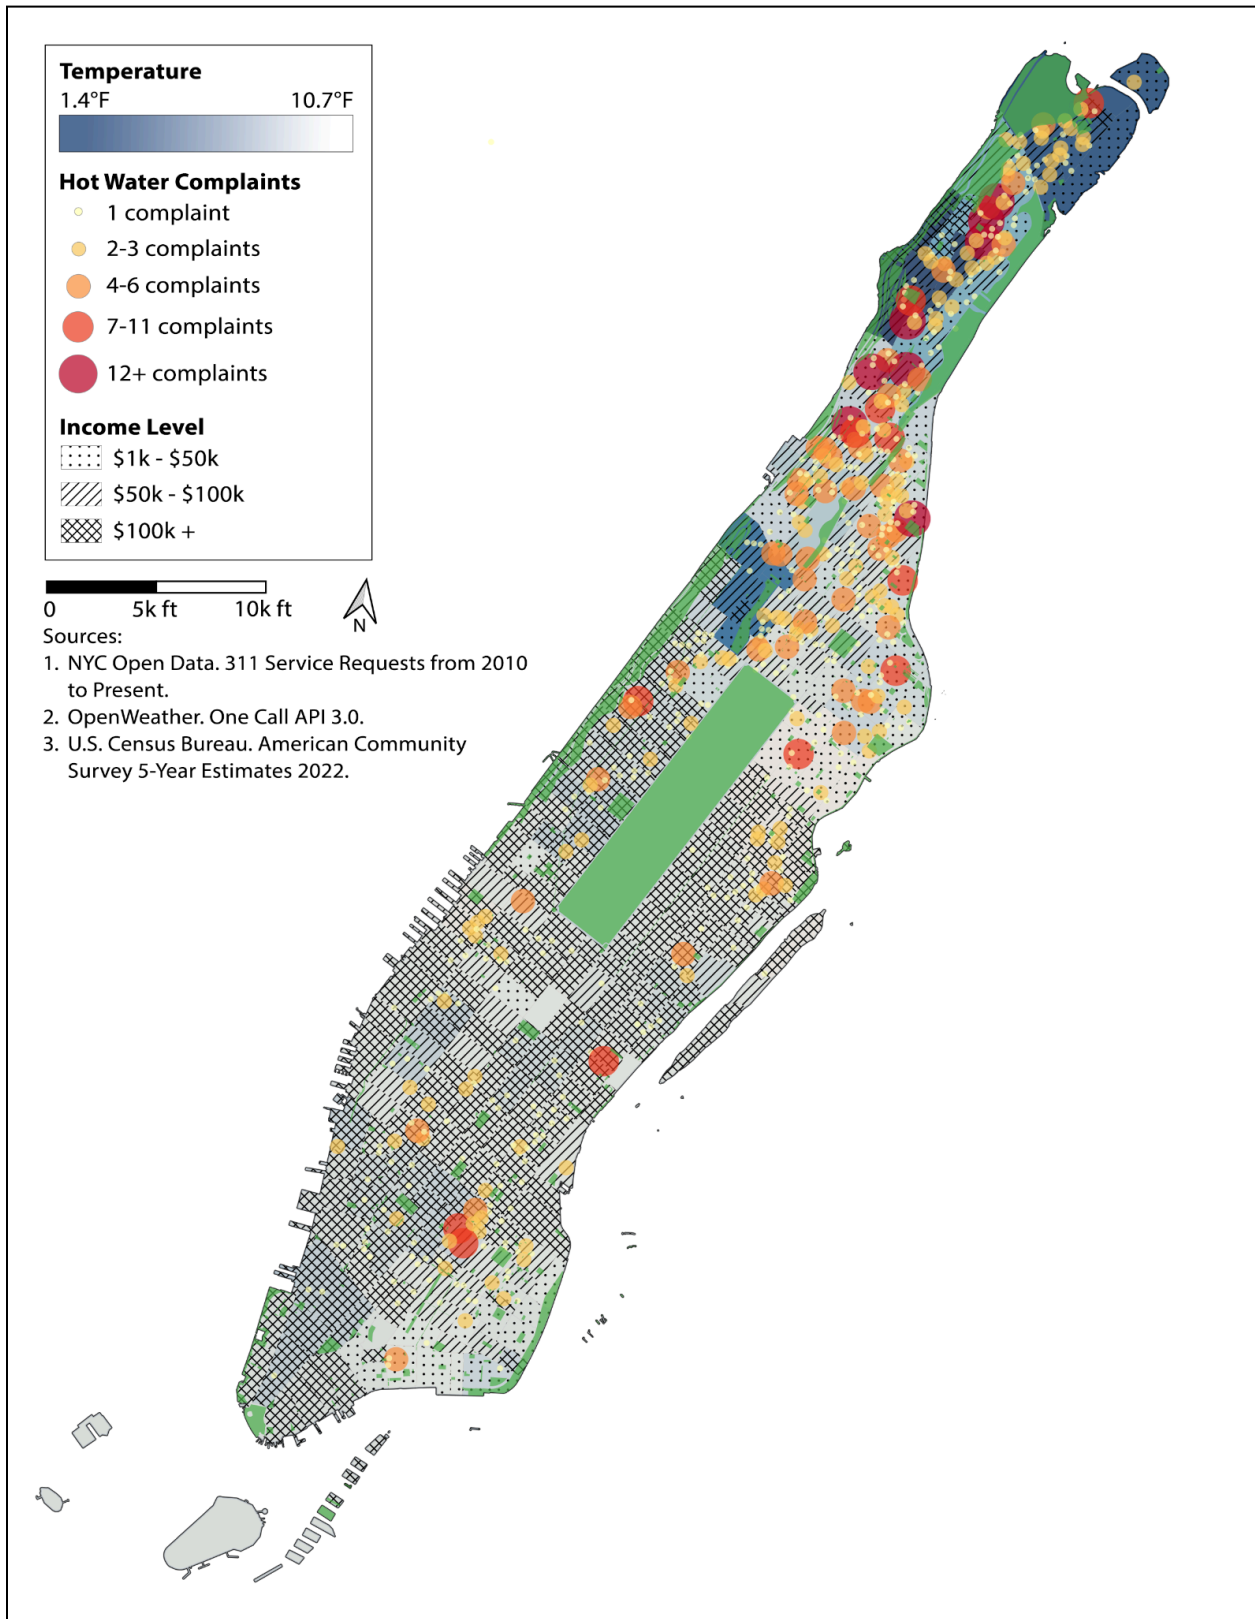 Temperature
1.4°F 10.7°F
Hot Water Complaints
1 complaint
2-3 complaints
4-6 complaints
7-11 complaints
12+ complaints
Income Level
$1k - $50k
$50k - $100k
$100k +
0 5k ft 10k ft
N
Sources:
1. NYC Open Data. 311 Service Requests from 2010
to Present.
2. OpenWeather. One Call API 3.0.
3. U.S. Census Bureau. American Community
Survey 5-Year Estimates 2022.